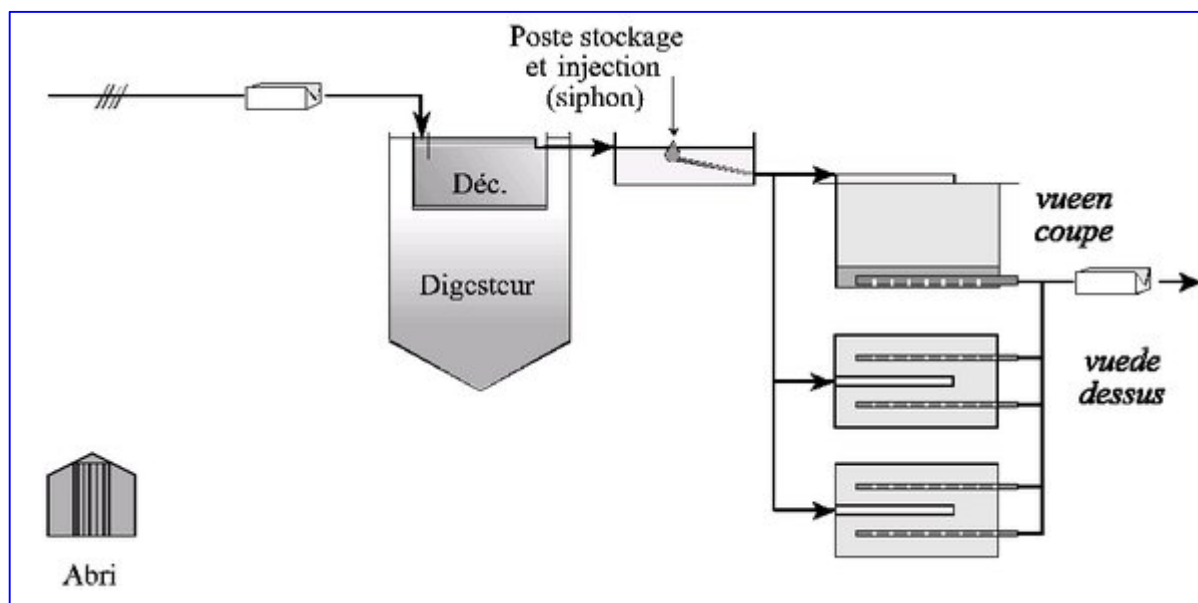 Poste stockage
et injection
(siphon)
Déc.
Digesteur
vueen
coupe
vuede
dessus
Abri